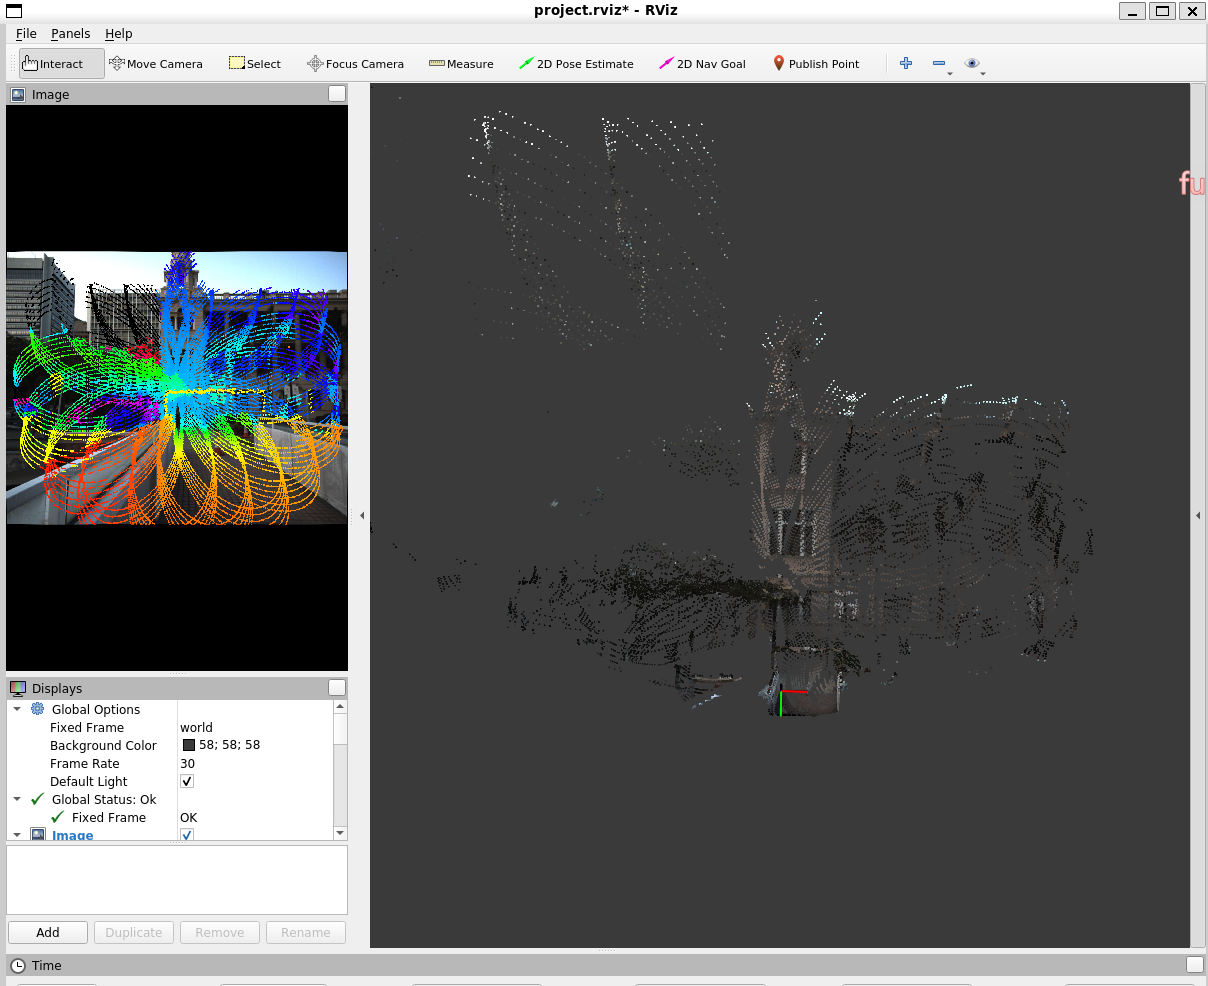 project.rviz* - RViz
File Panels Help
Interact Move Camera Select Focus Camera Measure 2D Pose Estimate 2D Nav Goal Publish Point
Image
fu
Displays
Global Options
Fixed Frame world
Background Color 58; 58; 58
Frame Rate 30
Default Light
Global Status: Ok
Fixed Frame OK
Image
Add Duplicate Remove Rename
Time